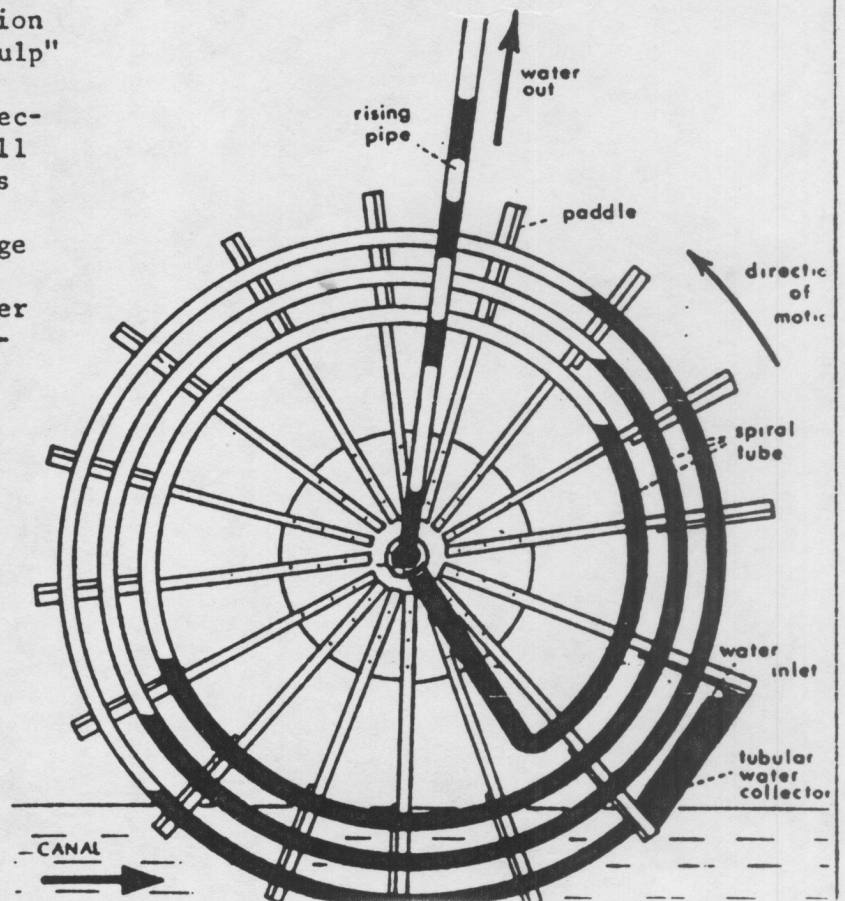 ion
ulp"
ec-
ll
s
ge
er
-
water
out
rising
pipe
paddle
directic
of
motic
spiral
tube
water
inlet
tubular
water
collector
CANAL